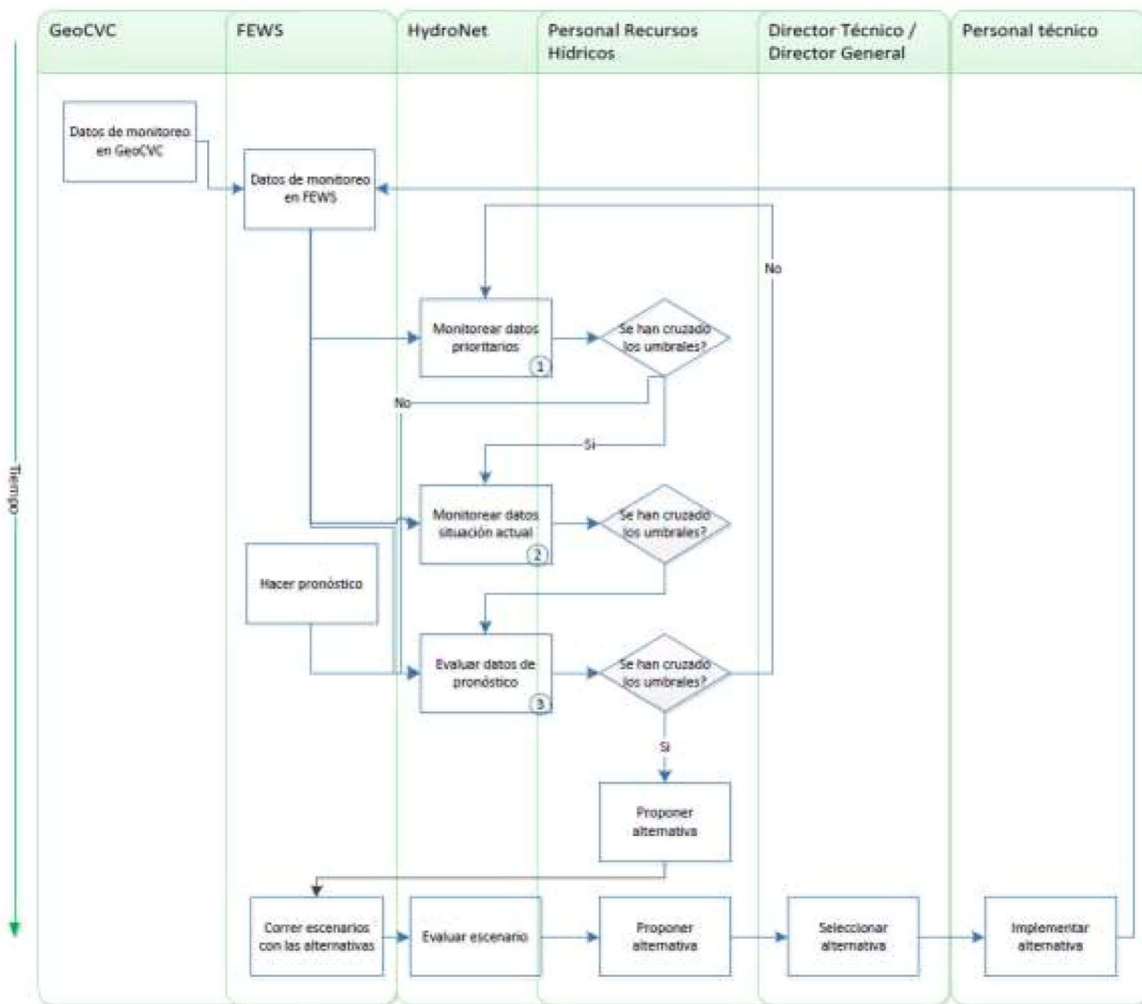 GeoCVC
FEWS
HydroNet
Personal Recursos
Hídricos
Director Técnico /
Director General
Personal técnico
Datos de monitoreo
en GeoCVC
Datos de monitoreo
en FEWS
No
Monitorear datos
prioritarios
1
Se han cruzado
los umbrales?
No
Si
Tiempo
Monitorear datos
situación actual
2
Se han cruzado
los umbrales?
Hacer pronóstico
Evaluar datos de
pronóstico
3
Se han cruzado
los umbrales?
Si
Proponer
alternativa
Correr escenarios
con las alternativas
Evaluar escenario
Proponer
alternativa
Seleccionar
alternativa
Implementar
alternativa